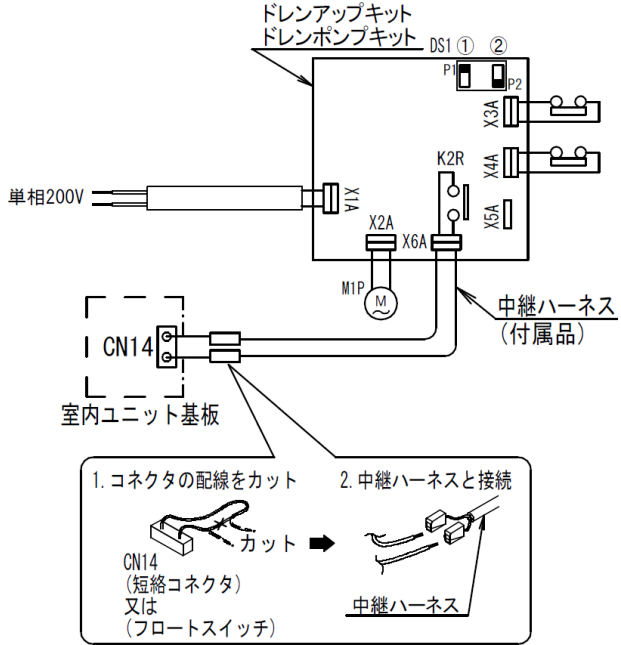 ドレンアップキット
ドレンポンプキット
DS1 ① ②
P1
P2
X3A
K2R
X4A
単相200V
X1A
X5A
X2A
X6A
M1P
M
中継ハーネス
(付属品)
CN14
室内ユニット基板
1. コネクタの配線をカット
2. 中継ハーネスと接続
カット
CN14
(短絡コネクタ)
又は
(フロートスイッチ)
中継ハーネス